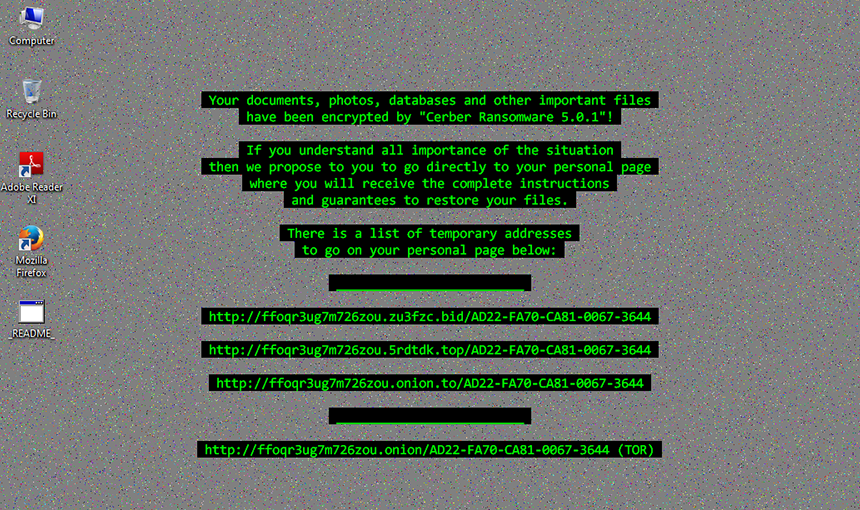 Computer
Recycle Bin
Adobe Reader
XI
Mozilla
Firefox
_README_
Your documents, photos, databases and other important files
have been encrypted by "Cerber Ransomware 5.0.1"!
If you understand all importance of the situation
then we propose to you to go directly to your personal page
where you will receive the complete instructions
and guarantees to restore your files.
There is a list of temporary addresses
to go on your personal page below:
http://ffoqr3ug7m726zou.zu3fzc.bid/AD22-FA70-CA81-0067-3644
http://ffoqr3ug7m726zou.5rdtdk.top/AD22-FA70-CA81-0067-3644
http://ffoqr3ug7m726zou.onion.to/AD22-FA70-CA81-0067-3644
http://ffoqr3ug7m726zou.onion/AD22-FA70-CA81-0067-3644 (TOR)